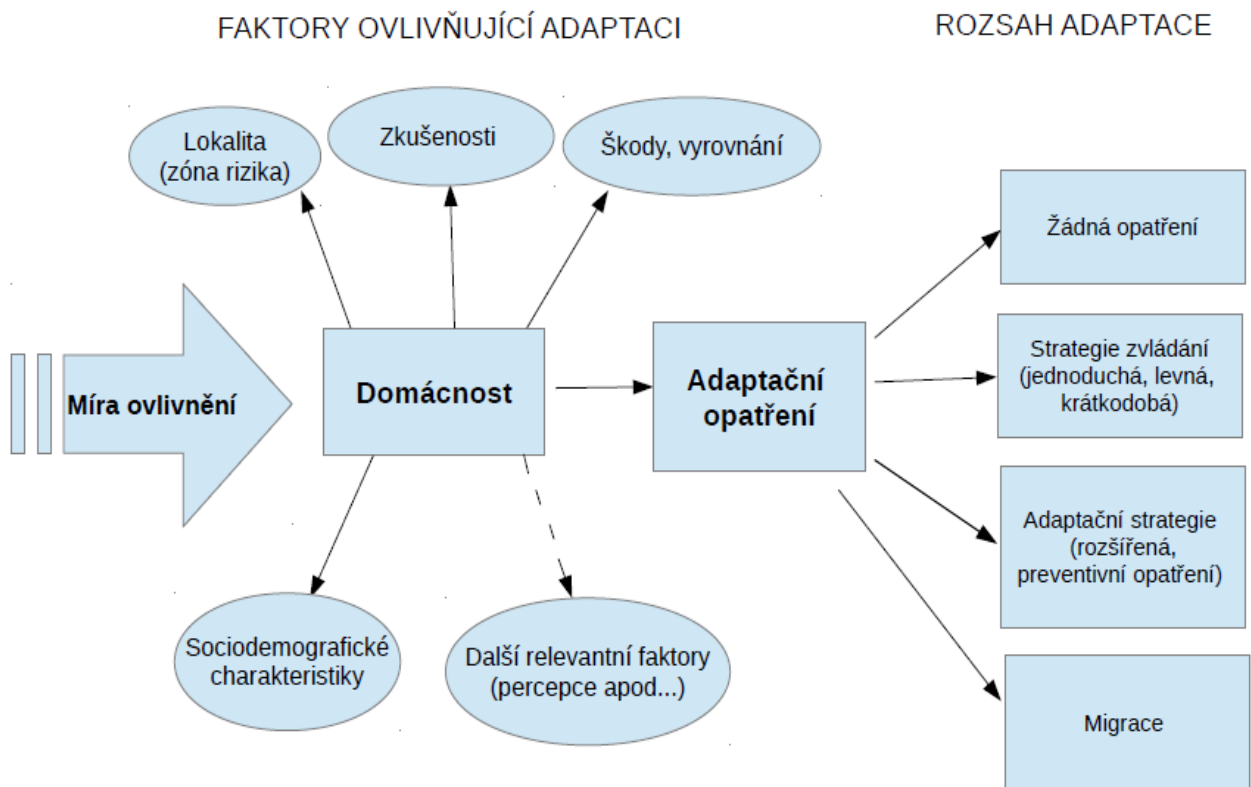 FAKTORY OVLIVŇUJÍCÍ ADAPTACI
ROZSAH ADAPTACE
Lokalita
(zóna rizika)
Zkušenosti
Škody, vyrovnání
Míra ovlivnění
Domácnost
Adaptační
opatření
Sociodemografické
charakteristiky
Další relevantní faktory
(percepce apod...)
Žádná opatření
Strategie zvládání
(jednoduchá, levná,
krátkodobá)
Adaptační strategie
(rozšířená,
preventivní opatření)
Migrace